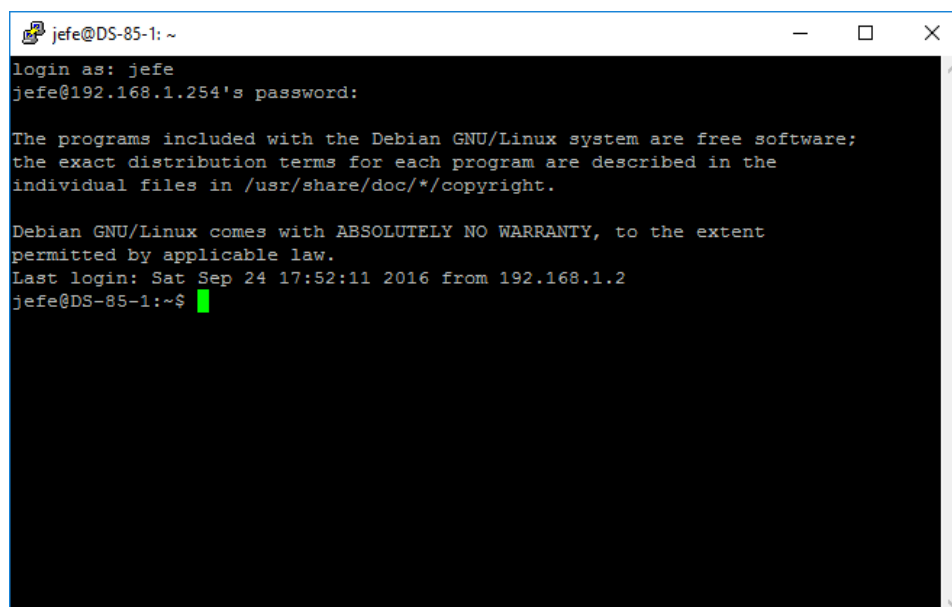 jefe@DS-85-1: ~
login as: jefe
jefe@192.168.1.254's password:
The programs included with the Debian GNU/Linux system are free software;
the exact distribution terms for each program are described in the
individual files in /usr/share/doc/*/copyright.
Debian GNU/Linux comes with ABSOLUTELY NO WARRANTY, to the extent
permitted by applicable law.
Last login: Sat Sep 24 17:52:11 2016 from 192.168.1.2
jefe@DS-85-1:~$